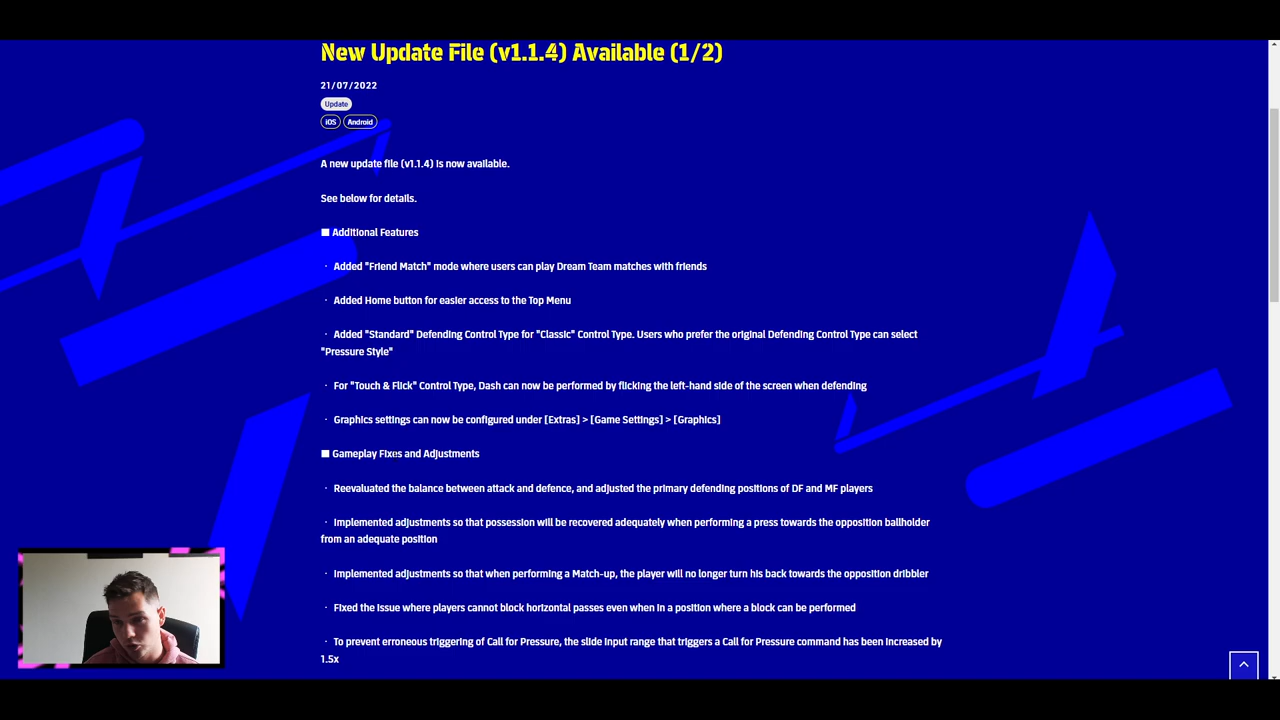 New Update File (v1.1.4) Available (1/2)
21/07/2022
Update
iOS Android
A new update file (v1.1.4) is now available.
See below for details.
■ Additional Features
・ Added "Friend Match" mode where users can play Dream Team matches with friends
・ Added Home button for easier access to the Top Menu
・ Added "Standard" Defending Control Type for "Classic" Control Type. Users who prefer the original Defending Control Type can select
"Pressure Style"
・ For "Touch & Flick" Control Type, Dash can now be performed by flicking the left-hand side of the screen when defending
・ Graphics settings can now be configured under [Extras] > [Game Settings] > [Graphics]
■ Gameplay Fixes and Adjustments
・ Reevaluated the balance between attack and defence, and adjusted the primary defending positions of DF and MF players
・ Implemented adjustments so that possession will be recovered adequately when performing a press towards the opposition ballholder
from an adequate position
・ Implemented adjustments so that when performing a Match-up, the player will no longer turn his back towards the opposition dribbler
・ Fixed the issue where players cannot block horizontal passes even when in a position where a block can be performed
・ To prevent erroneous triggering of Call for Pressure, the slide input range that triggers a Call for Pressure command has been increased by
1.5x